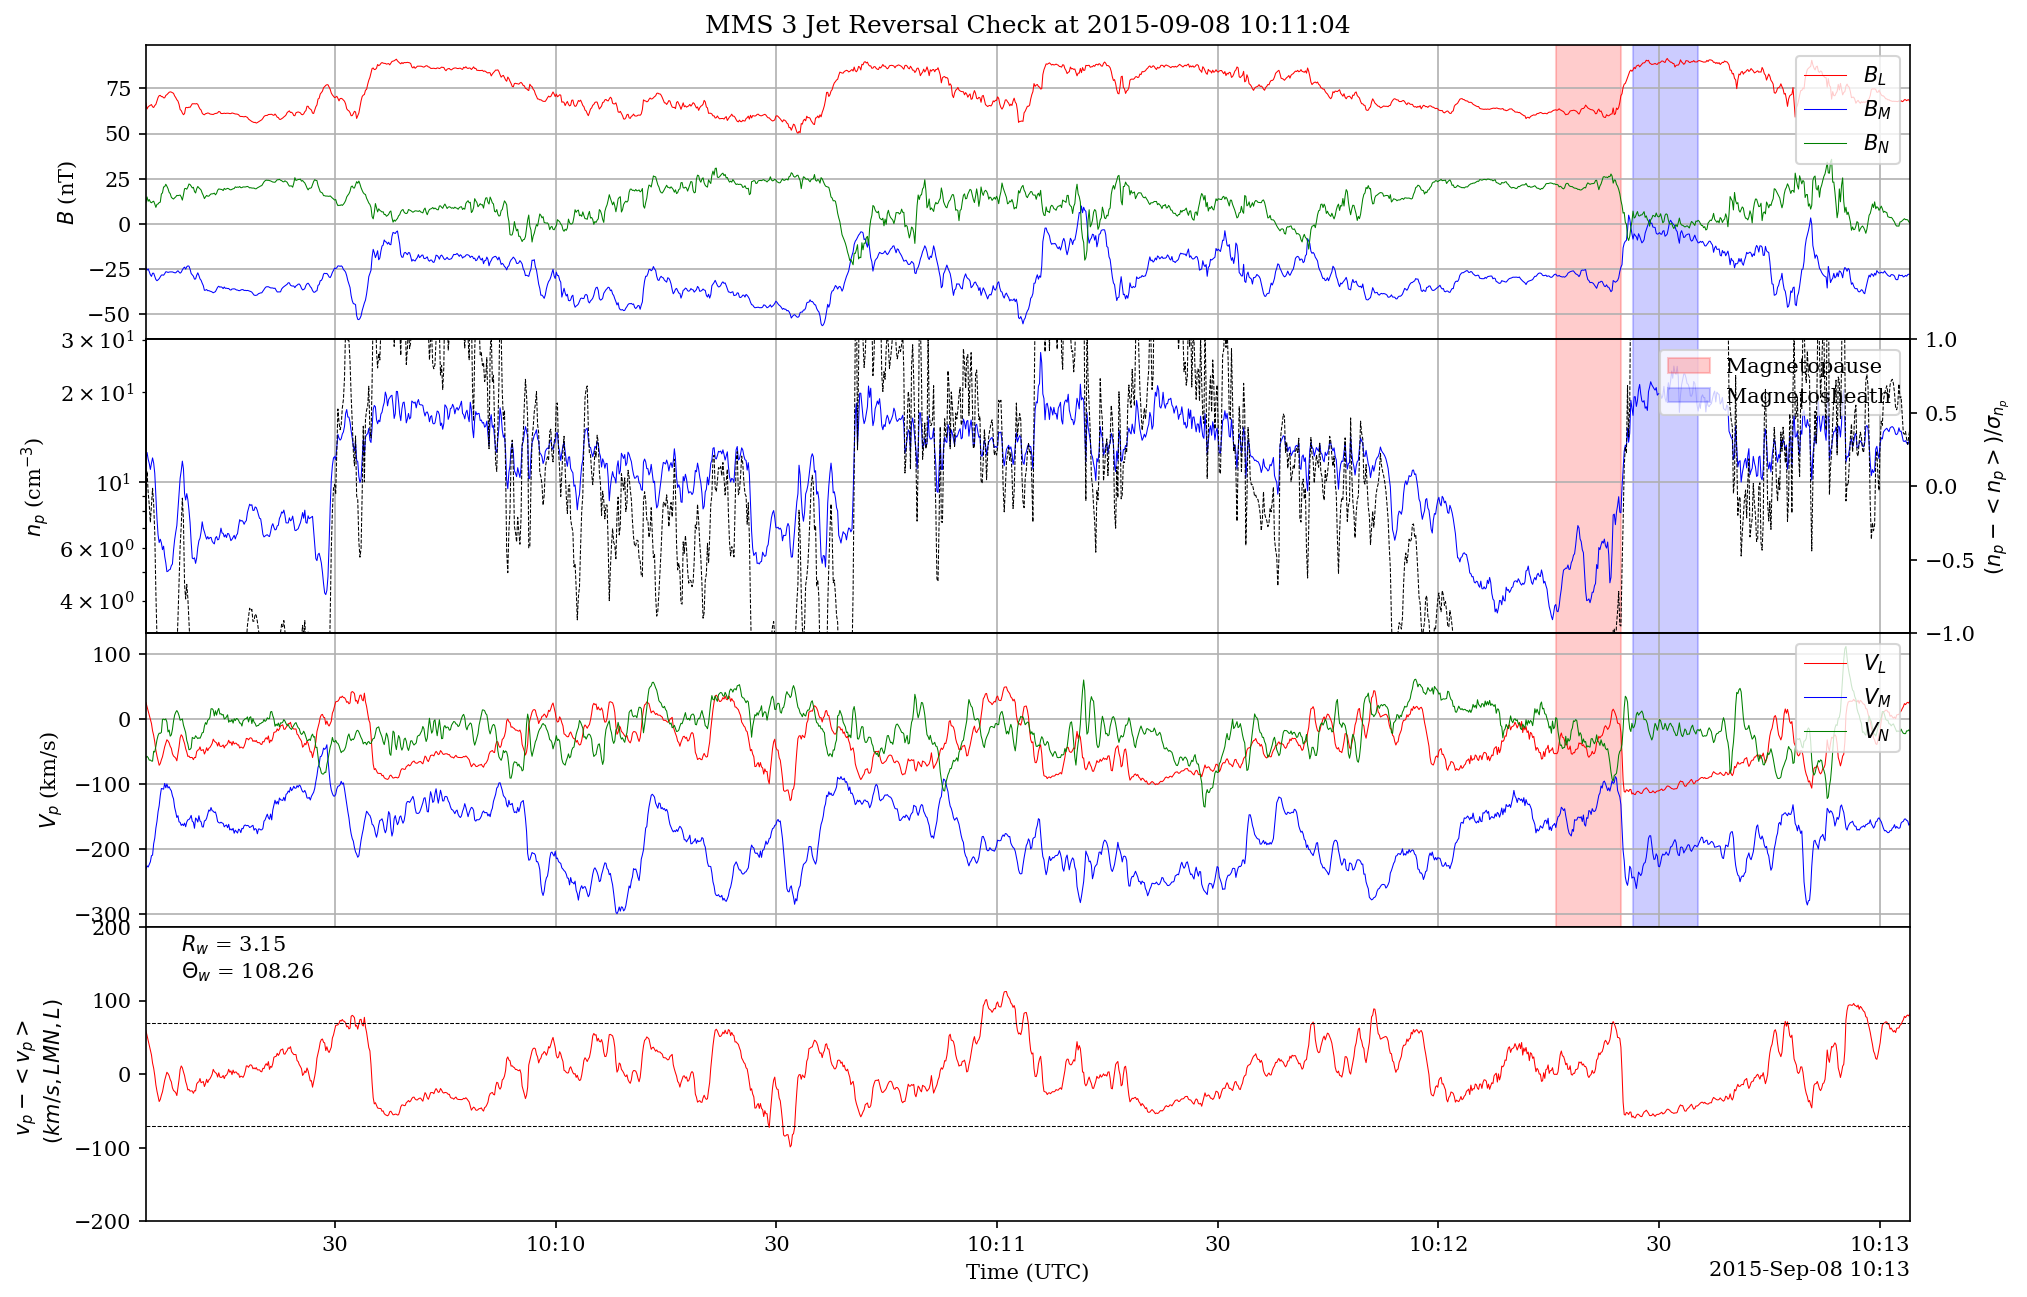 MMS 3 Jet Reversal Check at 2015-09-08 10:11:04
75
50
25
0
−25
−50
B (nT)
B_L
B_M
B_N
3 × 10^1
2 × 10^1
10^1
6 × 10^0
4 × 10^0
n_p (cm^−3)
Magnetopause
Magnetosheath
1.0
0.5
0.0
−0.5
−1.0
(n_p − < n_p >)/σ_{n_p}
100
0
−100
−200
−300
V_p (km/s)
V_L
V_M
V_N
200
100
0
−100
−200
v_p − < v_p >
(km/s, LMN, L)
R_w = 3.15
Θ_w = 108.26
30
10:10
30
10:11
30
10:12
30
10:13
Time (UTC)
2015-Sep-08 10:13